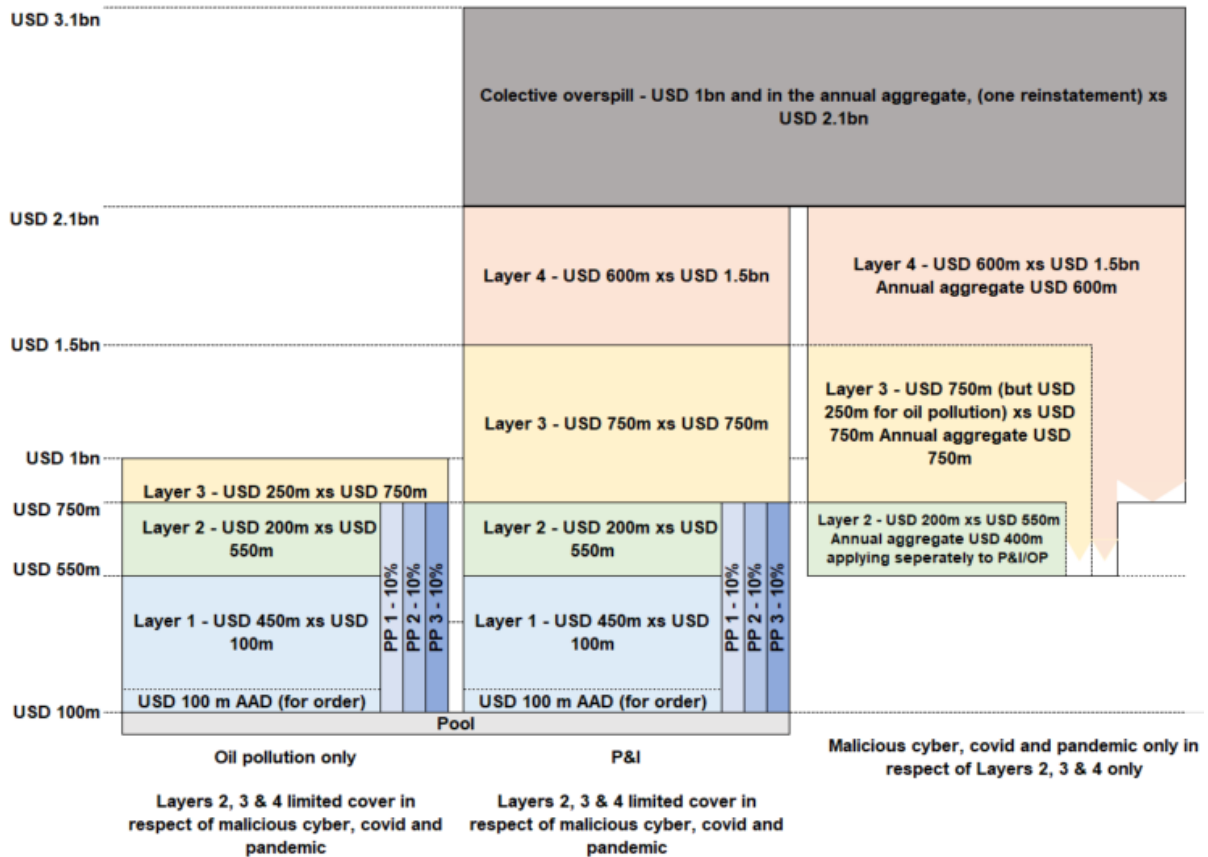 USD 3.1bn
Colective overspill - USD 1bn and in the annual aggregate, (one reinstatement) xs
USD 2.1bn
USD 2.1bn
Layer 4 - USD 600m xs USD 1.5bn
Layer 4 - USD 600m xs USD 1.5bn
Annual aggregate USD 600m
USD 1.5bn
Layer 3 - USD 750m xs USD 750m
Layer 3 - USD 750m (but USD
250m for oil pollution) xs USD
750m Annual aggregate USD
750m
USD 1bn
Layer 3 - USD 250m xs USD 750m
USD 750m
Layer 2 - USD 200m xs USD
550m
Layer 2 - USD 200m xs USD
550m
Layer 2 - USD 200m xs USD 550m
Annual aggregate USD 400m
applying seperately to P&I/OP
USD 550m
Layer 1 - USD 450m xs USD
100m
PP 1 - 10%
PP 2 - 10%
PP 3 - 10%
Layer 1 - USD 450m xs USD
100m
PP 1 - 10%
PP 2 - 10%
PP 3 - 10%
USD 100 m AAD (for order)
USD 100 m AAD (for order)
USD 100m
Pool
Oil pollution only
P&I
Malicious cyber, covid and pandemic only in
respect of Layers 2, 3 & 4 only
Layers 2, 3 & 4 limited cover in
respect of malicious cyber, covid and
pandemic
Layers 2, 3 & 4 limited cover in
respect of malicious cyber, covid and
pandemic